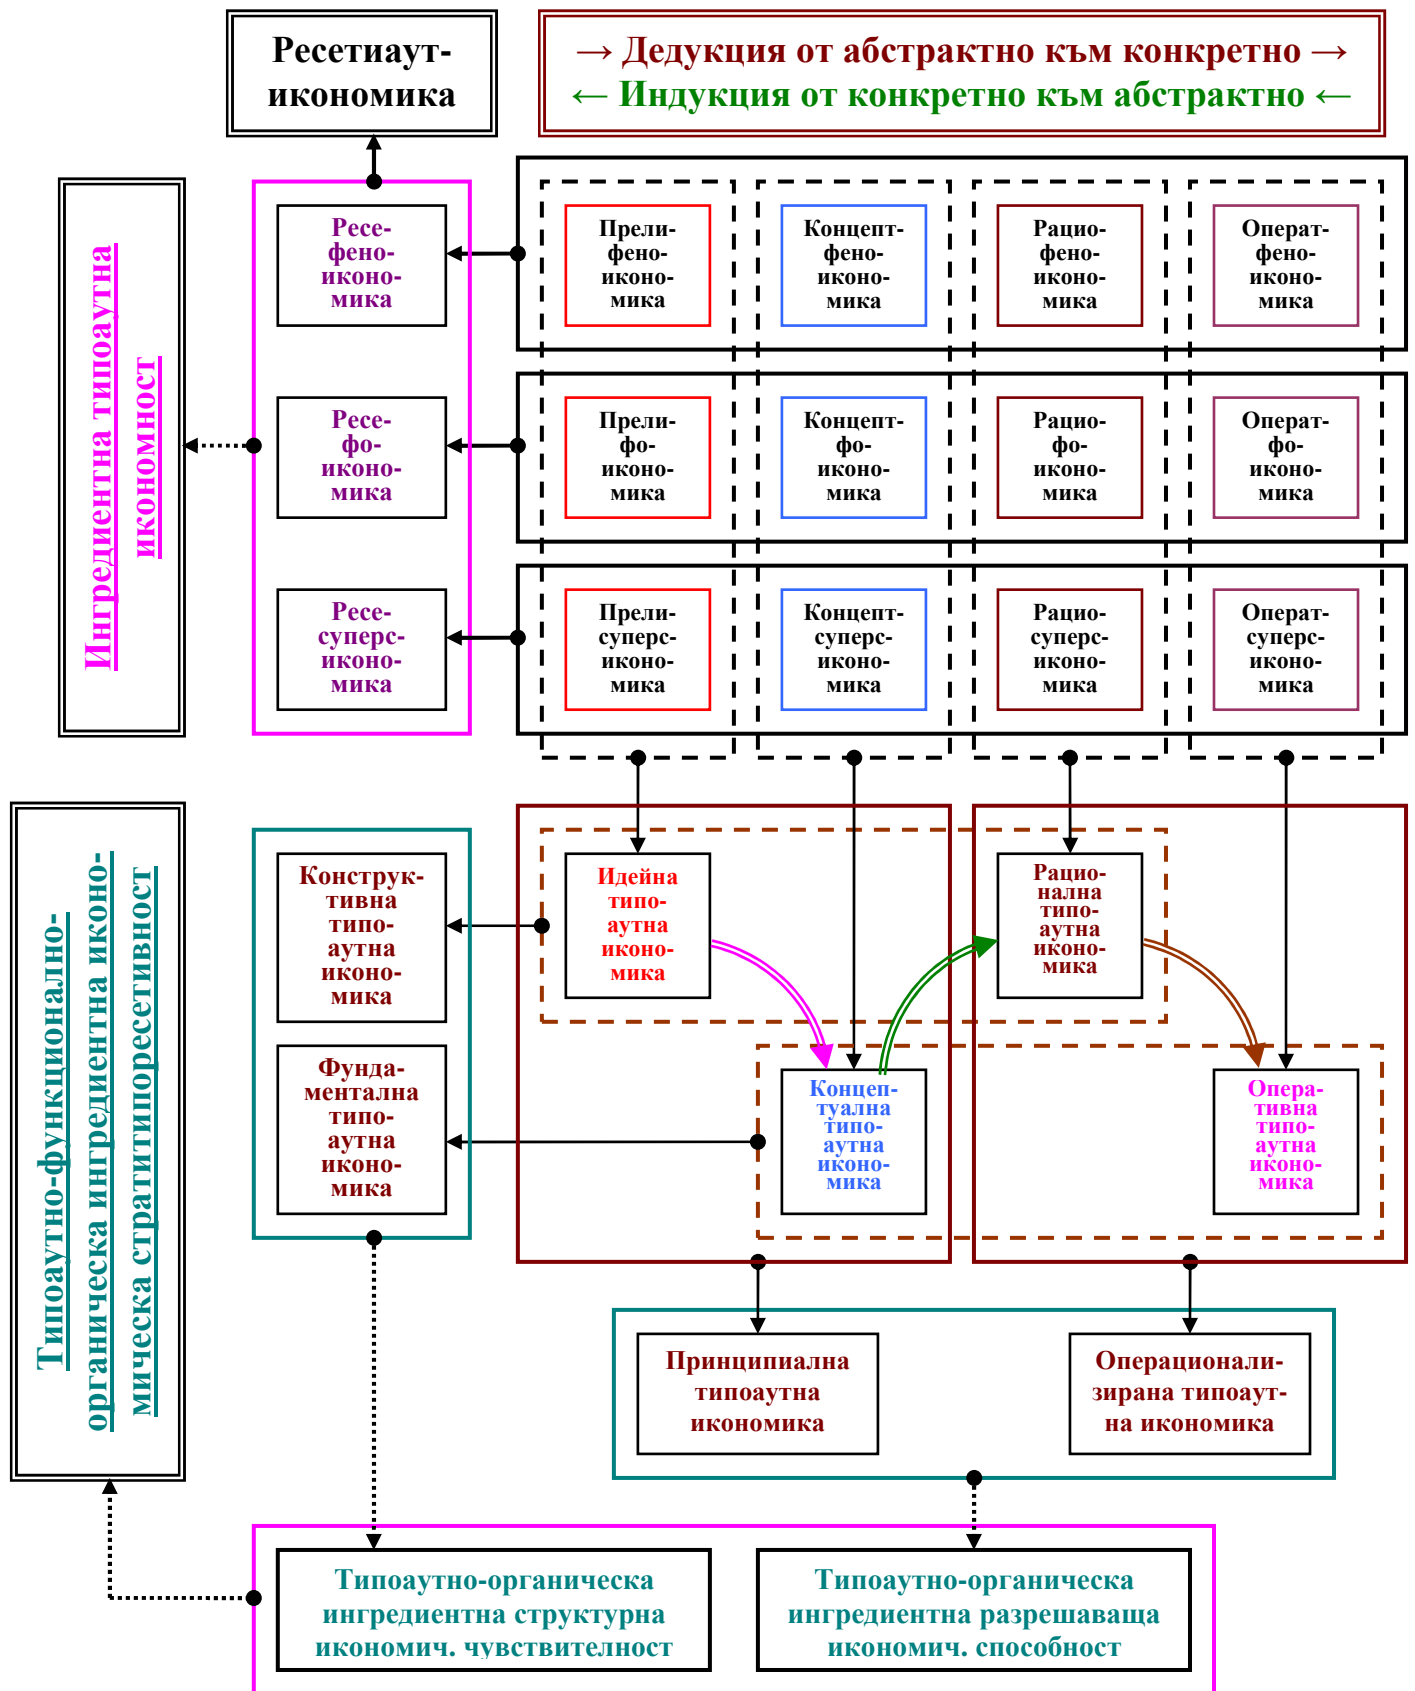 Ресетиаут-
икономика
→ Дедукция от абстрактно към конкретно →
← Индукция от конкретно към абстрактно ←
Ингредиентна типоаутна
икономност
Ресе-
фено-
иконо-
мика
Прели-
фено-
иконо-
мика
Концепт-
фено-
иконо-
мика
Рацио-
фено-
иконо-
мика
Operат-
фено-
иконо-
мика
Ресе-
фо-
иконо-
мика
Прели-
фо-
иконо-
мика
Концепт-
фо-
иконо-
мика
Рацио-
фо-
иконо-
мика
Операт-
фо-
иконо-
мика
Ресе-
суперс-
иконо-
мика
Прели-
суперс-
иконо-
мика
Концепт-
суперс-
иконо-
мика
Рацио-
суперс-
иконо-
мика
Операт-
суперс-
иконо-
мика
Типоаутно-функционално-
органическа ингредиентна иконо-
мическа стратитипоресетивност
Конструк-
тивна
типо-
аутна
иконо-
мика
Идейна
типо-
аутна
иконо-
мика
Рацио-
нална
типо-
аутна
иконо-
мика
Фунда-
ментална
типо-
аутна
иконо-
мика
Концеп-
туална
типо-
аутна
иконо-
мика
Опера-
тивна
типо-
аутна
иконо-
мика
Принципиална
типоаутна
икономика
Операционали-
зирана типоаут-
на икономика
Типоаутно-органическа
ингредиентна структурна
икономич. чувствителност
Типоаутно-органическа
ингредиентна разрешаваща
икономич. способност